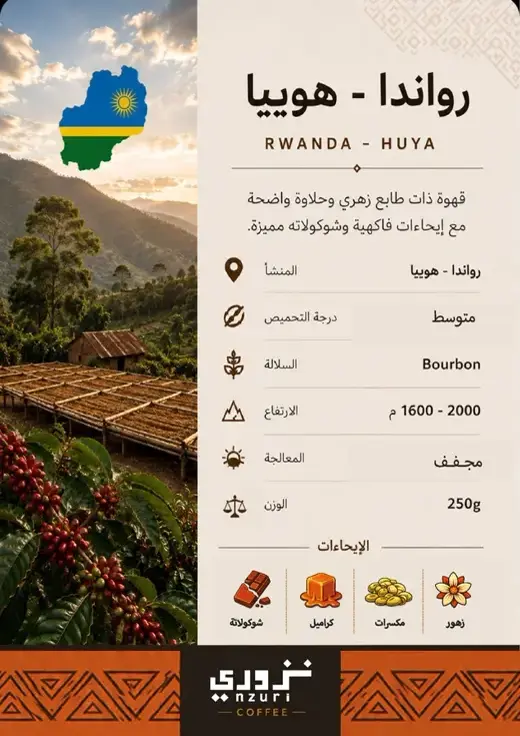 رواندا - هوييا
RWANDA - HUYA
قهوة ذات طابع زهري وحلاوة واضحة
مع إيحاءات فاكهية وشوكولاته مميزة.
المنشأ رواندا - هوييا
درجة التحميص متوسط
السلالة Bourbon
الارتفاع 1600 - 2000 م
المعالجة مجـفـف
الوزن 250g
الإيحاءات
زهور مكسرات كراميل شوكولاتة
نزوري
nzuri
COFFEE